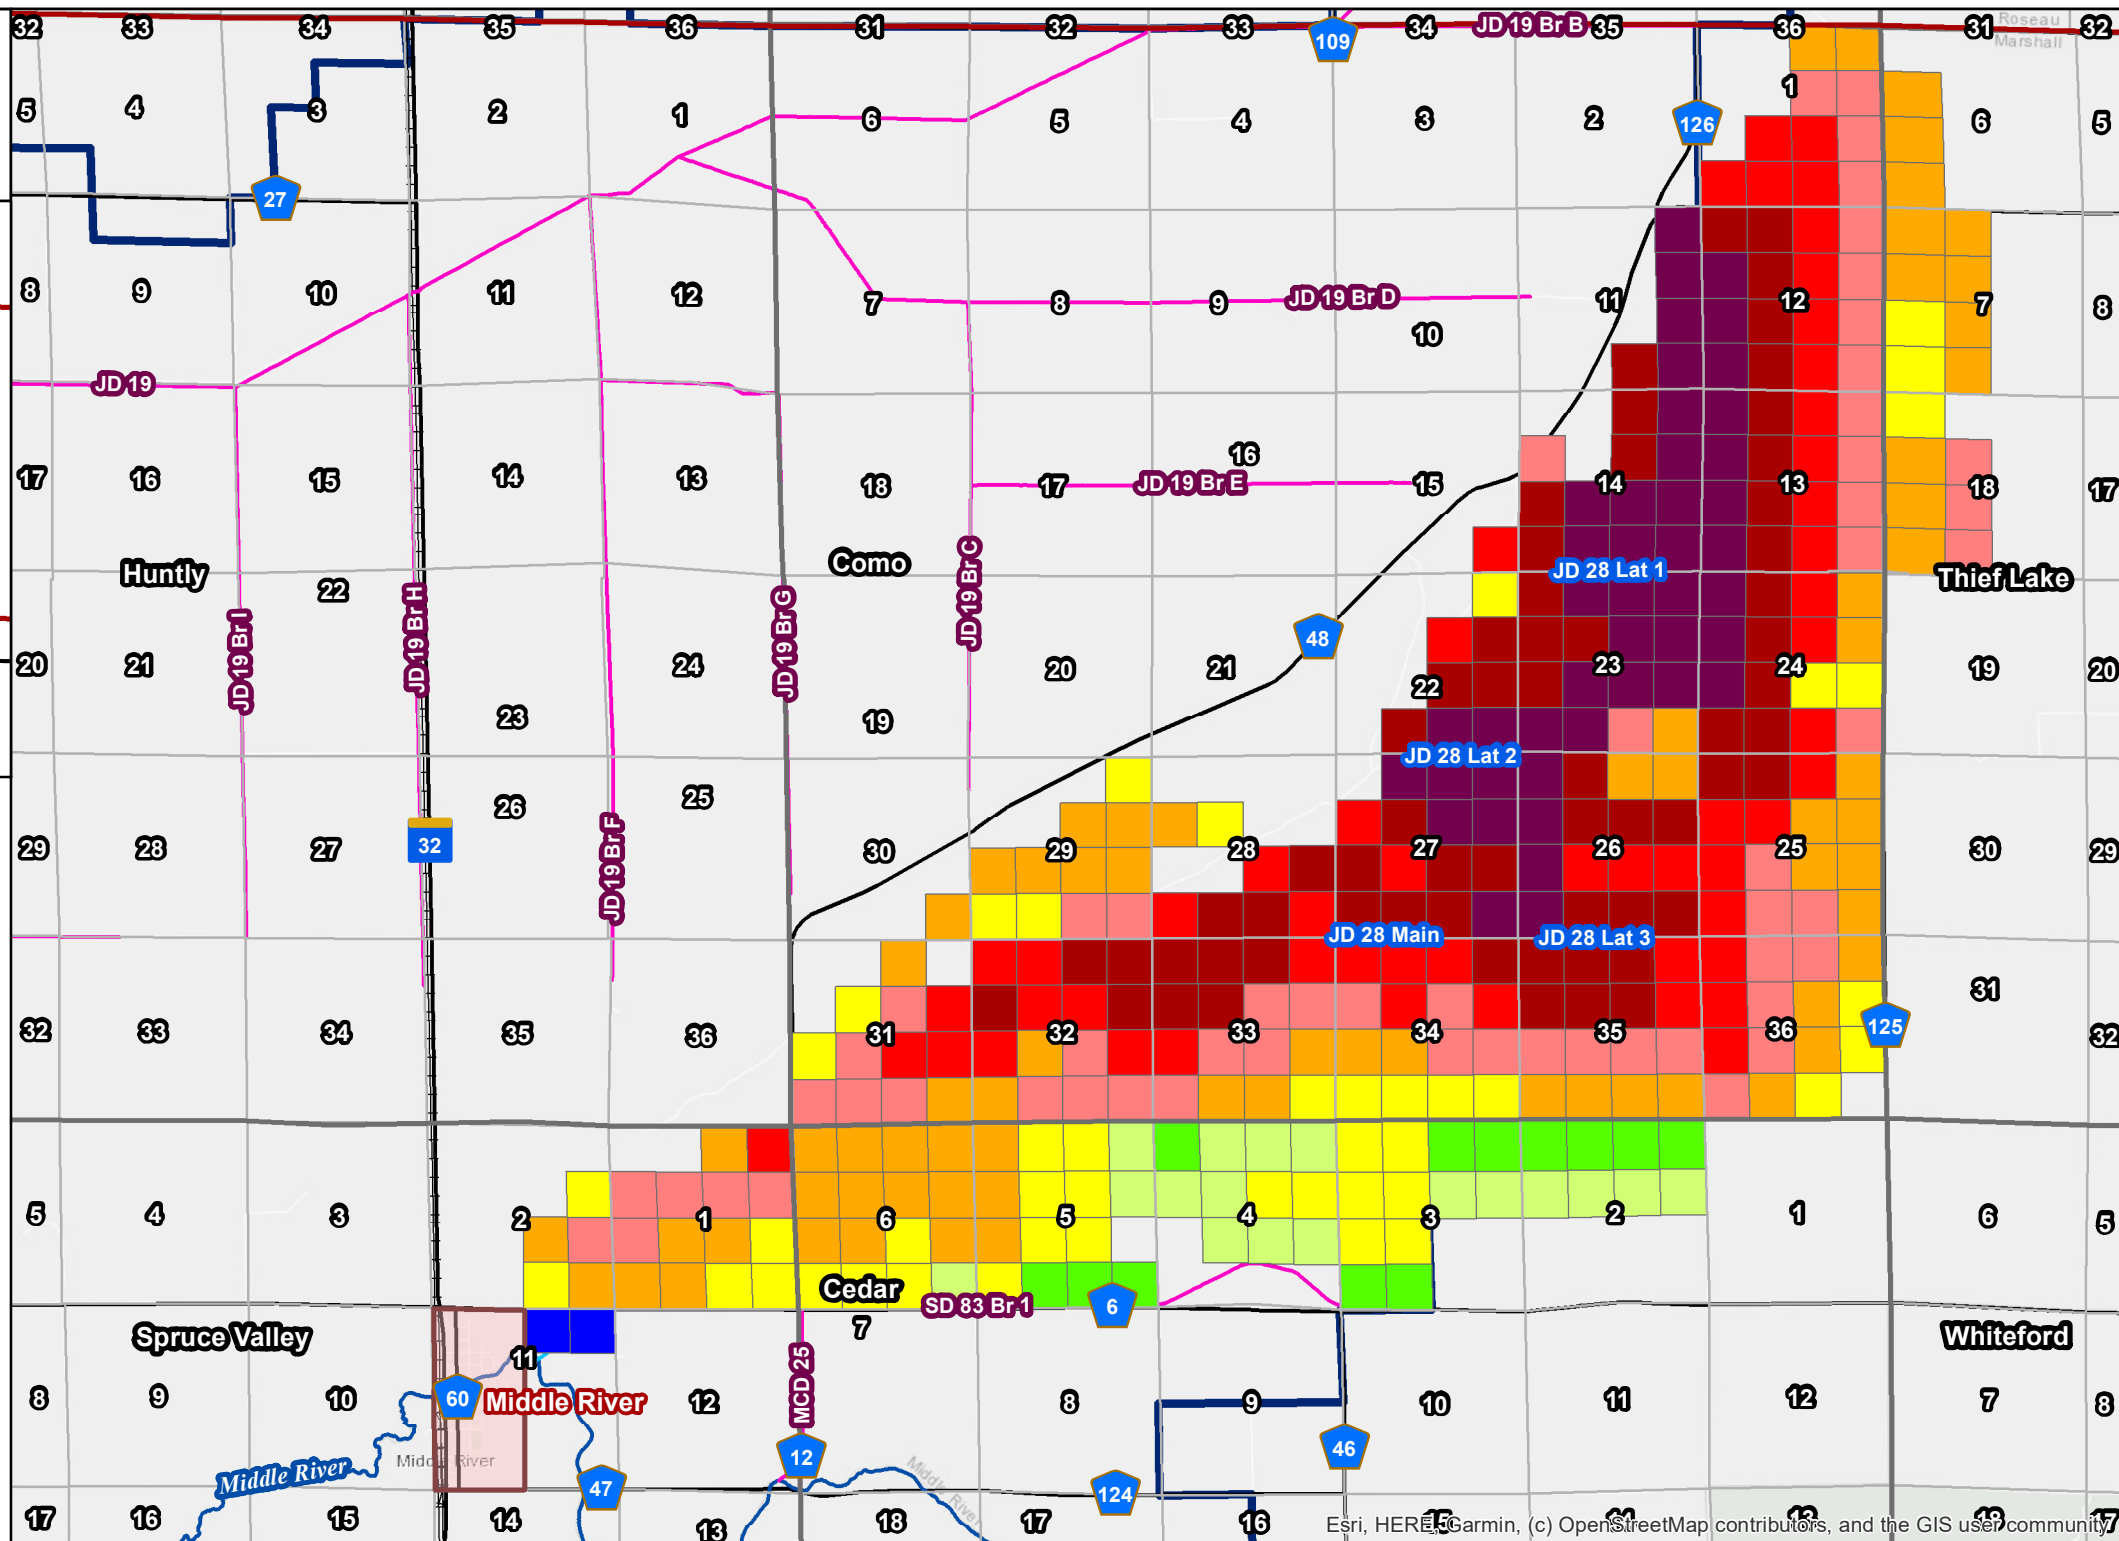 32 33 34 35 36 31 32 33 34 JD 19 Br B 35 36 31 32
Roseau
Marshall
109
5 4 3 2 1 6 5 4 3 2 126 1 6 5
27
8 9 10 11 12 7 8 9 JD 19 Br D 10 11 12 7 8
JD 19
17 16 15 14 13 18 17 JD 19 Br E 16 15 14 13 18 17
Huntly 22 Como JD 28 Lat 1 Thief Lake
JD 19 Br I
JD 19 Br H
JD 19 Br G
JD 19 Br C
48
20 21 23 24 19 20 21 22 23 24 19 20
JD 28 Lat 2
26 25
29 28 27 32 30 29 28 27 26 25 30 29
JD 19 Br F
JD 28 Main JD 28 Lat 3
31
32 33 34 35 36 31 32 33 34 35 36 125 32
5 4 3 2 1 6 5 4 3 2 1 6 5
Cedar
SD 83 Br 1 6
Spruce Valley 11 7 Whiteford
MCD 25
8 9 10 60 Middle River 12 8 9 10 11 12 7 8
12 46
Middle River
Middle River
Middle River
47 124
17 16 15 14 13 18 17 16 15 14 13 18 17
Esri, HERE, Garmin, (c) OpenStreetMap contributors, and the GIS user community